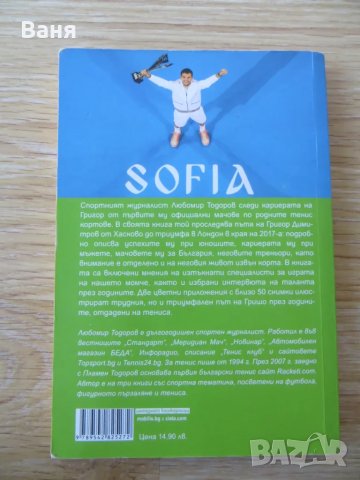 Ваня
SOFIA
Спортният журналист Любомир Тодоров следи кариерата на
Григор от първите му официални мачове по родните тенис
кортове. В своята книга той проследява пътя на Григор Дими-
тров от Хасково до триумфа в Лондон в края на 2017-а: подроб-
но описва успехите му при юношите, кариерата му при
мъжете, мачовете му за България, неговите треньори, като
внимание е отделено и на неговия живот извън корта. В книга-
та са включени мнения на изтъкнати специалисти за играта
на нашето момче, както и избрани интервюта на таланта
през годините. Две цветни приложения с близо 50 снимки илюс-
трират трудния, но и триумфален път на Гришо през годи-
ните, отдадени на тениса.
Любомир Тодоров е дългогодишен спортен журналист. Работил е във
вестниците „Стандарт", „Меридиан Мач", „Новинар", „Автомобилен
магазин БЕДА", Инфорадио, списание „Тенис клуб" и сайтовете
Topsport.bg и Тепоп24.bg. За тенис пише от 1994 г. През 2007 г. заедно
с Пламен Тодоров основава първия български тенис сайт Rackett.com.
Автор е на три книги със спортна тематика, посветени на футбола,
фигурното пързаляне и тениса.
Цена 14.90 лв.
bazar